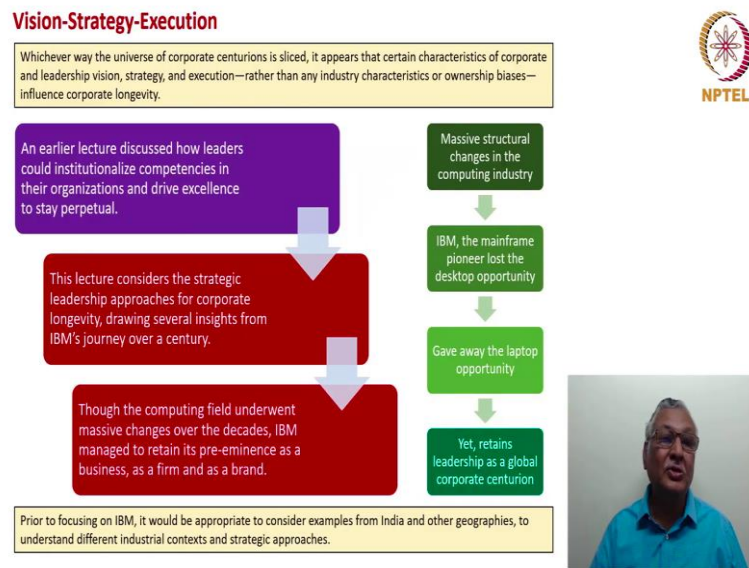 Vision-Strategy-Execution
Whichever way the universe of corporate centurions is sliced, it appears that certain characteristics of corporate
and leadership vision, strategy, and execution—rather than any industry characteristics or ownership biases—
influence corporate longevity.
NPTEL
An earlier lecture discussed how leaders
could institutionalize competencies in
their organizations and drive excellence
to stay perpetual.
This lecture considers the strategic
leadership approaches for corporate
longevity, drawing several insights from
IBM's journey over a century.
Though the computing field underwent
massive changes over the decades, IBM
managed to retain its pre-eminence as a
business, as a firm and as a brand.
Massive structural
changes in the
computing industry
IBM, the mainframe
pioneer lost the
desktop opportunity
Gave away the laptop
opportunity
Yet, retains
leadership as a global
corporate centurion
Prior to focusing on IBM, it would be appropriate to consider examples from India and other geographies, to
understand different industrial contexts and strategic approaches.